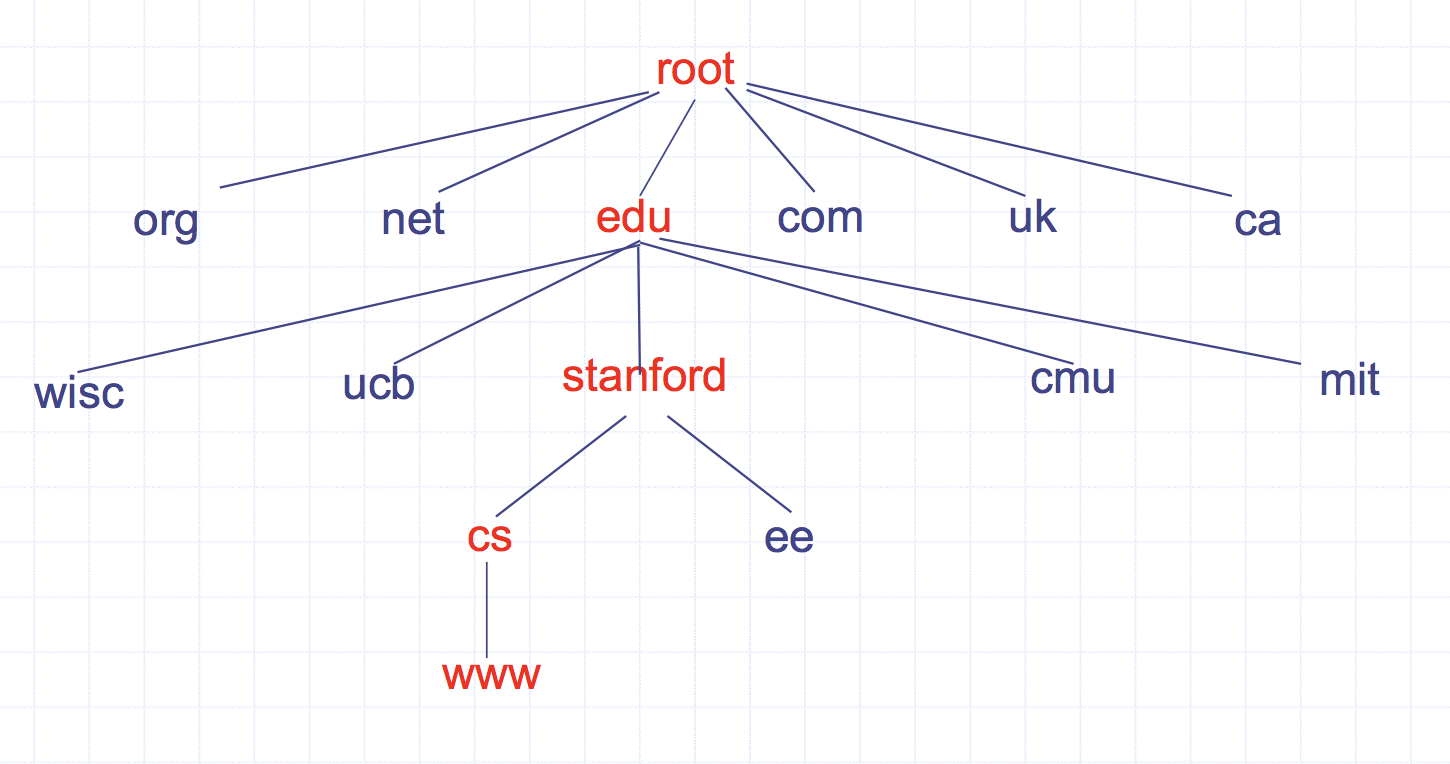 root
org net edu com uk ca
wisc ucb stanford cmu mit
cs ee
www